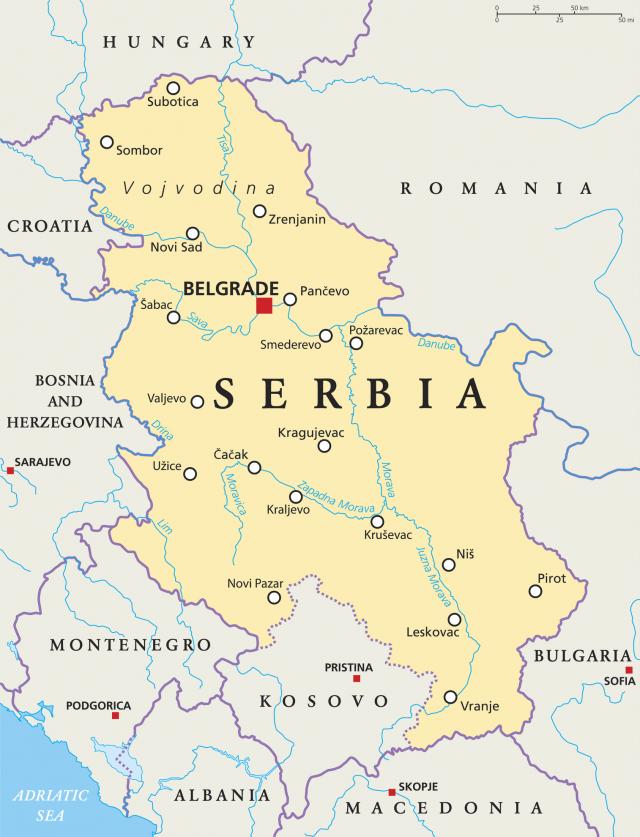 0 25 50 km
0 25 50 mi
HUNGARY
Subotica
Sombor
Tisa
Vojvodina
ROMANIA
Danube
Zrenjanin
CROATIA
Novi Sad
BELGRADE
Pančevo
Šabac
Sava
Požarevac
Smederevo
Danube
BOSNIA
AND
HERZEGOVINA
Valjevo
SERBIA
Drina
Kragujevac
SARAJEVO
Užice
Čačak
Moravica
Zapadna Morava
Morava
Kraljevo
Lim
Kruševac
Niš
Južna Morava
Pirot
Novi Pazar
Leskovac
MONTENEGRO
BULGARIA
PRISTINA
SOFIA
KOSOVO
PODGORICA
Vranje
ADRIATIC
SEA
ALBANIA
SKOPJE
MACEDONIA